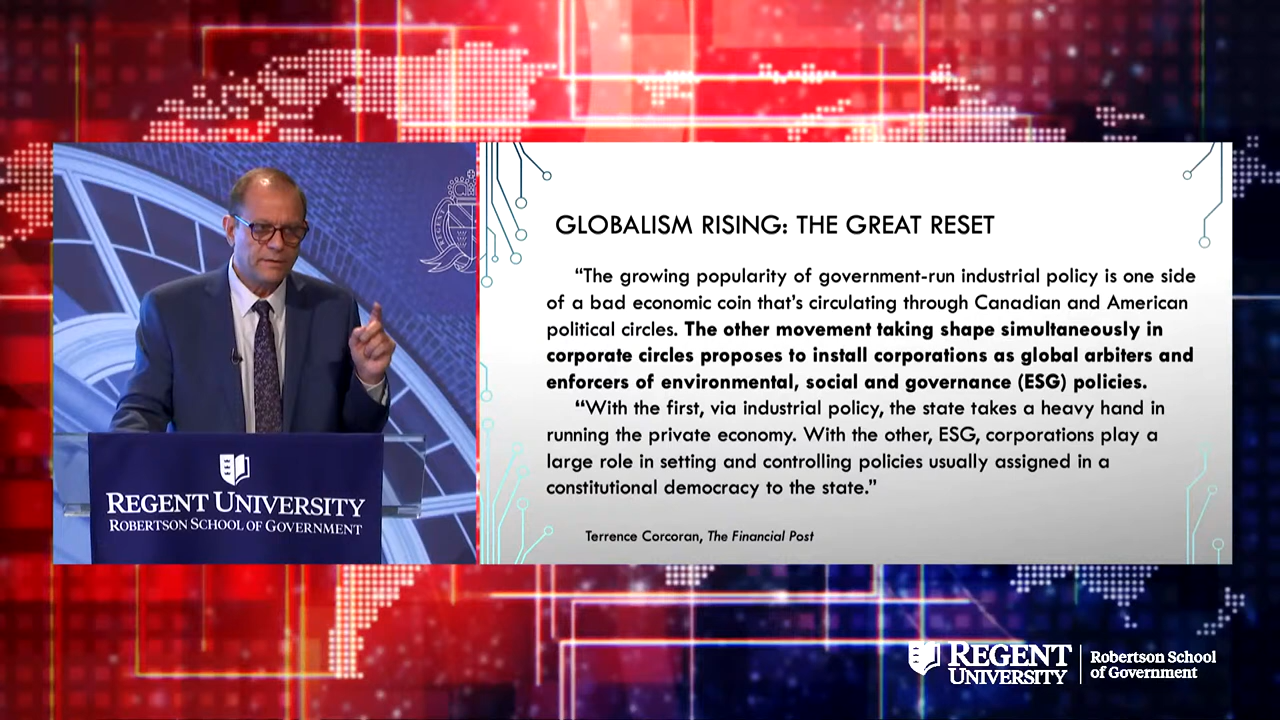 GLOBALISM RISING: THE GREAT RESET
“The growing popularity of government-run industrial policy is one side
of a bad economic coin that’s circulating through Canadian and American
political circles. The other movement taking shape simultaneously in
corporate circles proposes to install corporations as global arbiters and
enforcers of environmental, social and governance (ESG) policies.
“With the first, via industrial policy, the state takes a heavy hand in
running the private economy. With the other, ESG, corporations play a
large role in setting and controlling policies usually assigned in a
constitutional democracy to the state.”
Terrence Corcoran, The Financial Post
REGENT
REGENT UNIVERSITY
ROBERTSON SCHOOL OF GOVERNMENT
REGENT
UNIVERSITY
Robertson School
of Government